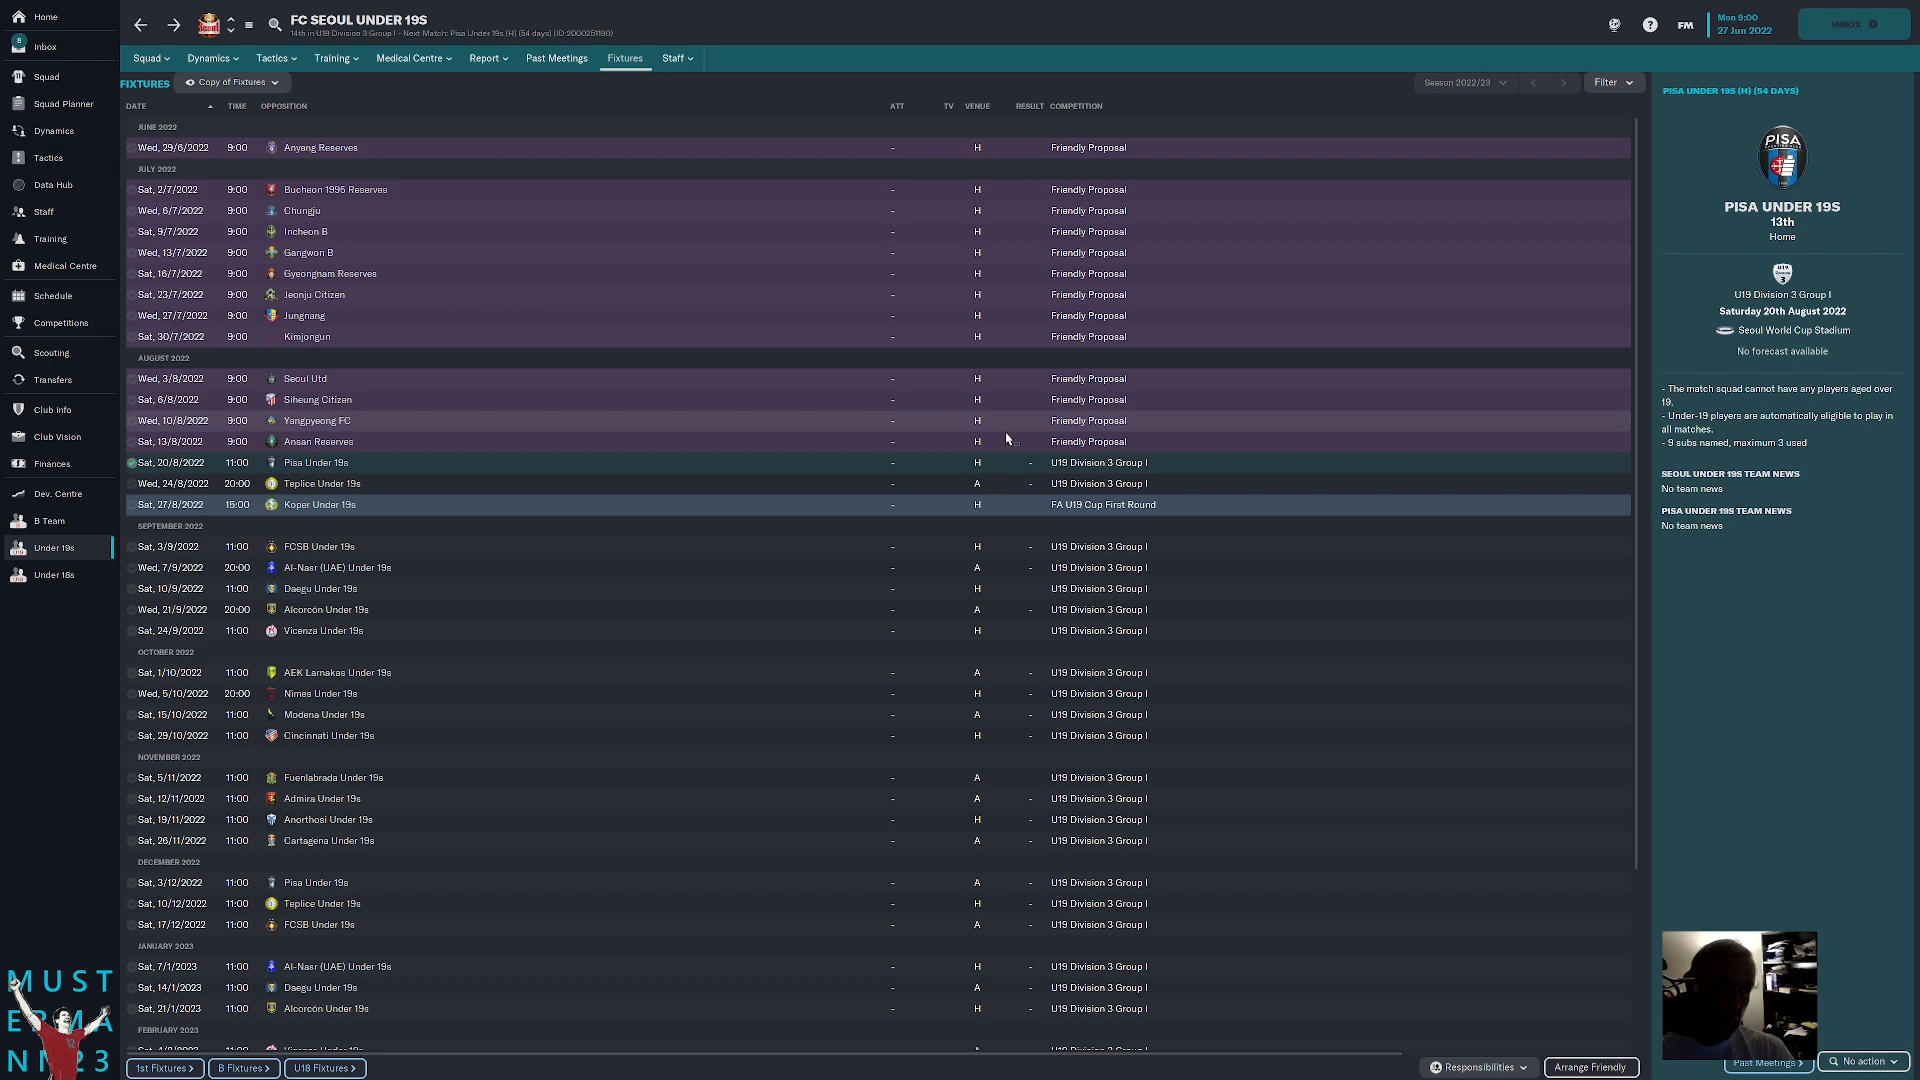 Home
8
Inbox
Squad
Squad Planner
Dynamics
Tactics
Data Hub
Staff
Training
Medical Centre
Schedule
Competitions
Scouting
Transfers
Club Info
Club Vision
Finances
Dev. Centre
B Team
Under 19s
Under 18s
MUST
ERMA
NN23
FC SEOUL UNDER 19S
14th in U19 Division 3 Group I - Next Match: Pisa Under 19s (H) (54 days) (ID:2000251190)
FM
Mon 9:00
27 Jun 2022
INBOX
Squad Dynamics Tactics Training Medical Centre Report Past Meetings Fixtures Staff
FIXTURES Copy of Fixtures Season 2022/23 Filter
DATE TIME OPPOSITION ATT TV VENUE RESULT COMPETITION
JUNE 2022
Wed, 29/6/2022 9:00 Anyang Reserves - H Friendly Proposal
JULY 2022
Sat, 2/7/2022 9:00 Bucheon 1995 Reserves - H Friendly Proposal
Wed, 6/7/2022 9:00 Chungju - H Friendly Proposal
Sat, 9/7/2022 9:00 Incheon B - H Friendly Proposal
Wed, 13/7/2022 9:00 Gangwon B - H Friendly Proposal
Sat, 16/7/2022 9:00 Gyeongnam Reserves - H Friendly Proposal
Sat, 23/7/2022 9:00 Jeonju Citizen - H Friendly Proposal
Wed, 27/7/2022 9:00 Jungnang - H Friendly Proposal
Sat, 30/7/2022 9:00 Kimjongun - H Friendly Proposal
AUGUST 2022
Wed, 3/8/2022 9:00 Seoul Utd - H Friendly Proposal
Sat, 6/8/2022 9:00 Siheung Citizen - H Friendly Proposal
Wed, 10/8/2022 9:00 Yangpyeong FC - H Friendly Proposal
Sat, 13/8/2022 9:00 Ansan Reserves - H Friendly Proposal
Sat, 20/8/2022 11:00 Pisa Under 19s - H - U19 Division 3 Group I
Wed, 24/8/2022 20:00 Teplice Under 19s - A - U19 Division 3 Group I
Sat, 27/8/2022 15:00 Koper Under 19s - H FA U19 Cup First Round
SEPTEMBER 2022
Sat, 3/9/2022 11:00 FCSB Under 19s - H - U19 Division 3 Group I
Wed, 7/9/2022 20:00 Al-Nasr (UAE) Under 19s - A - U19 Division 3 Group I
Sat, 10/9/2022 11:00 Daegu Under 19s - H - U19 Division 3 Group I
Wed, 21/9/2022 20:00 Alcorcón Under 19s - A - U19 Division 3 Group I
Sat, 24/9/2022 11:00 Vicenza Under 19s - H - U19 Division 3 Group I
OCTOBER 2022
Sat, 1/10/2022 11:00 AEK Larnakas Under 19s - A - U19 Division 3 Group I
Wed, 5/10/2022 20:00 Nîmes Under 19s - H - U19 Division 3 Group I
Sat, 15/10/2022 11:00 Modena Under 19s - A - U19 Division 3 Group I
Sat, 29/10/2022 11:00 Cincinnati Under 19s - H - U19 Division 3 Group I
NOVEMBER 2022
Sat, 5/11/2022 11:00 Fuenlabrada Under 19s - A - U19 Division 3 Group I
Sat, 12/11/2022 11:00 Admira Under 19s - A - U19 Division 3 Group I
Sat, 19/11/2022 11:00 Anorthosi Under 19s - H - U19 Division 3 Group I
Sat, 26/11/2022 11:00 Cartagena Under 19s - A - U19 Division 3 Group I
DECEMBER 2022
Sat, 3/12/2022 11:00 Pisa Under 19s - A - U19 Division 3 Group I
Sat, 10/12/2022 11:00 Teplice Under 19s - H - U19 Division 3 Group I
Sat, 17/12/2022 11:00 FCSB Under 19s - A - U19 Division 3 Group I
JANUARY 2023
Sat, 7/1/2023 11:00 Al-Nasr (UAE) Under 19s - H - U19 Division 3 Group I
Sat, 14/1/2023 11:00 Daegu Under 19s - A - U19 Division 3 Group I
Sat, 21/1/2023 11:00 Alcorcón Under 19s - H - U19 Division 3 Group I
FEBRUARY 2023
1st Fixtures B Fixtures U18 Fixtures Responsibilities Arrange Friendly
PISA UNDER 19S (H) (54 DAYS)
PISA
PISA UNDER 19S
13th
Home
U19
3
U19 Division 3 Group I
Saturday 20th August 2022
Seoul World Cup Stadium
No forecast available
- The match squad cannot have any players aged over
19.
- Under-19 players are automatically eligible to play in
all matches.
- 9 subs named, maximum 3 used
SEOUL UNDER 19S TEAM NEWS
No team news
PISA UNDER 19S TEAM NEWS
No team news
Past Meetings
No action